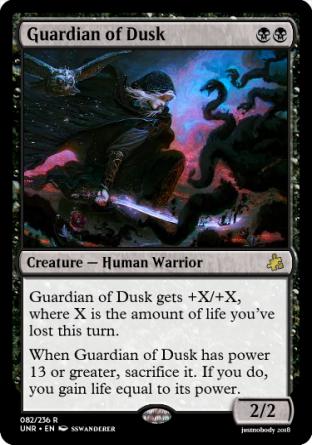 Guardian of Dusk
Creature — Human Warrior
Guardian of Dusk gets +X/+X,
where X is the amount of life you've
lost this turn.
When Guardian of Dusk has power
13 or greater, sacrifice it. If you do,
you gain life equal to its power.
2/2
082/236 R
UNR • EN SSWANDERER
justnobody 2018